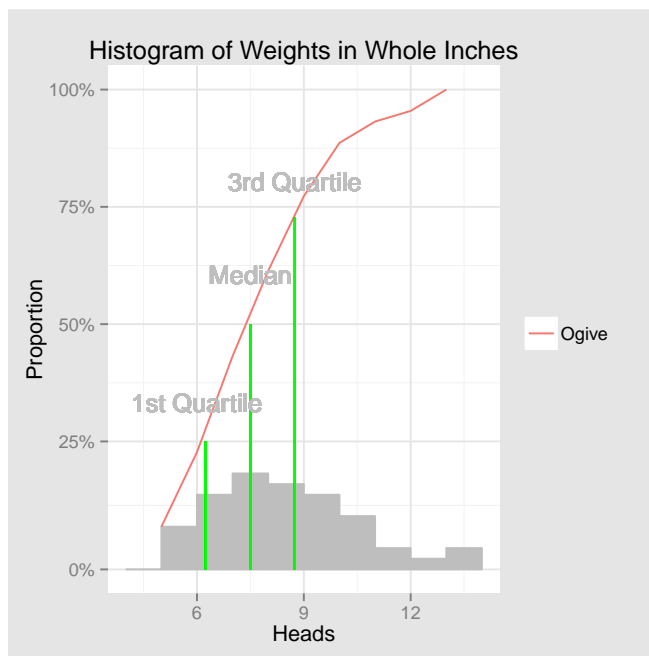 Histogram of Weights in Whole Inches
100%
75%
50%
25%
0%
Proportion
3rd Quartile
Median
1st Quartile
6 9 12
Heads
Ogive